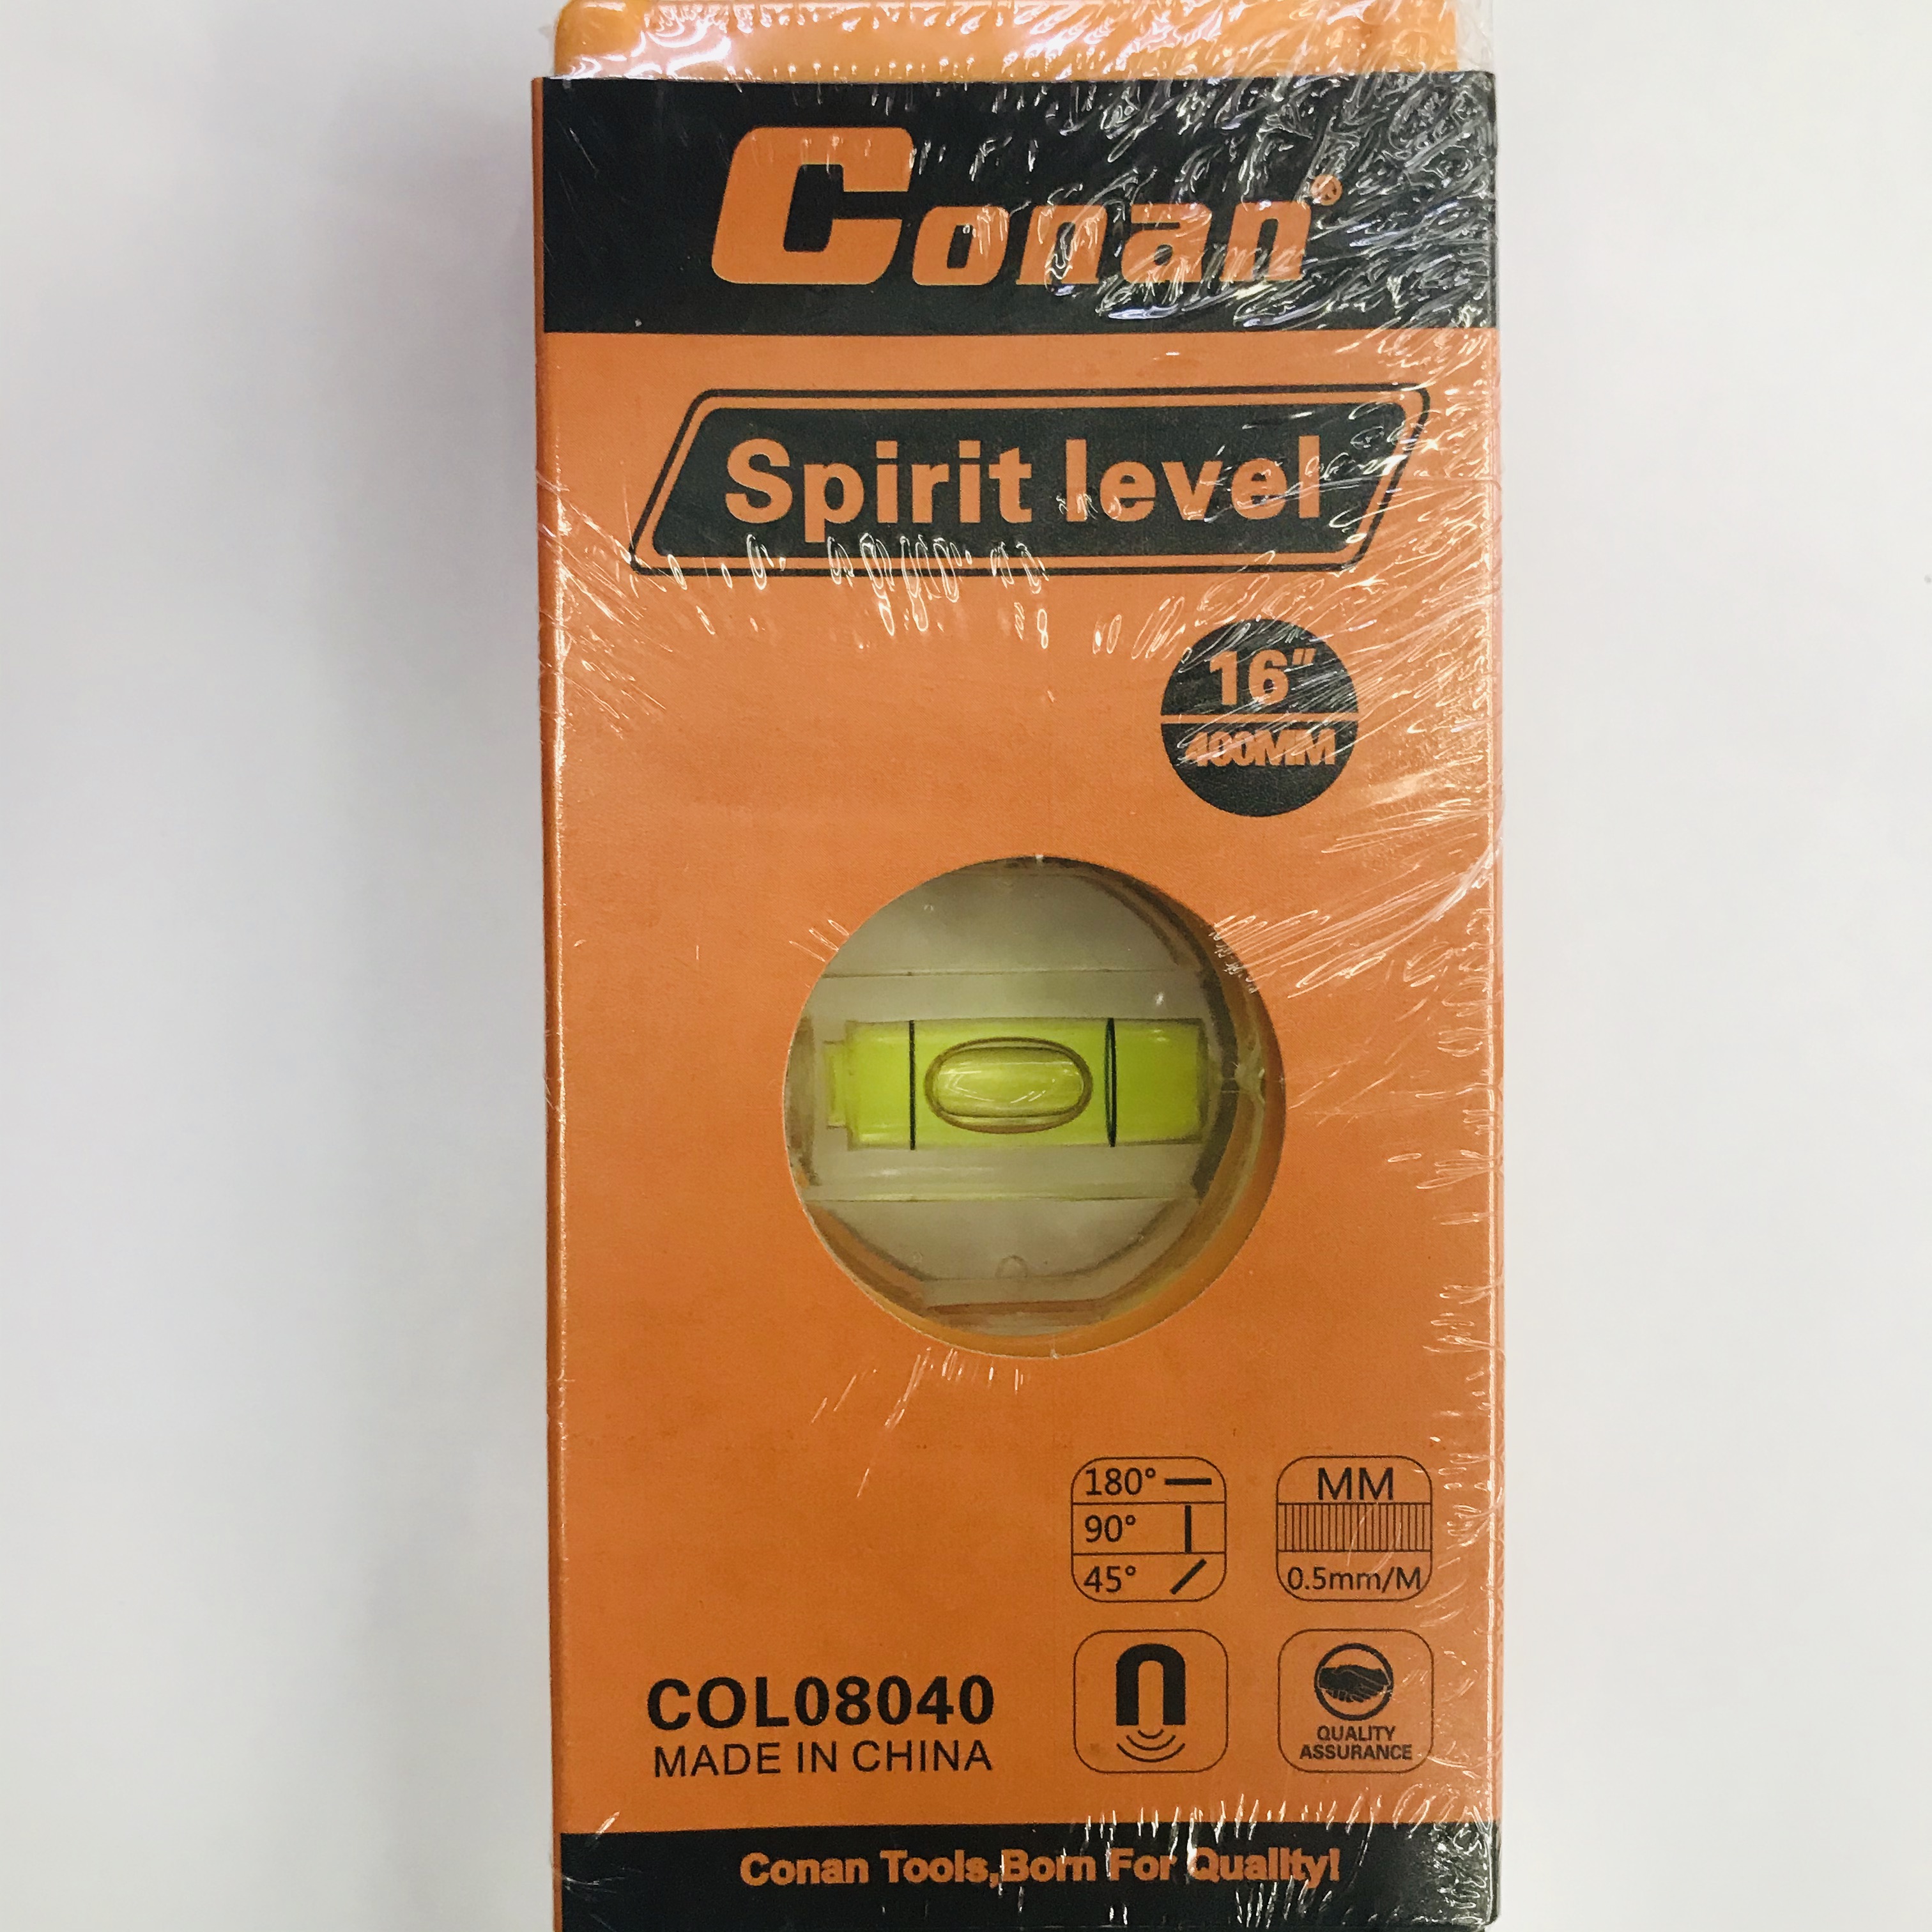 Conan®
Spirit level
16"
400MM
180°
90°
45°
MM
0.5mm/M
COL08040
MADE IN CHINA
QUALITY
ASSURANCE
Conan Tools,Born For Quality!